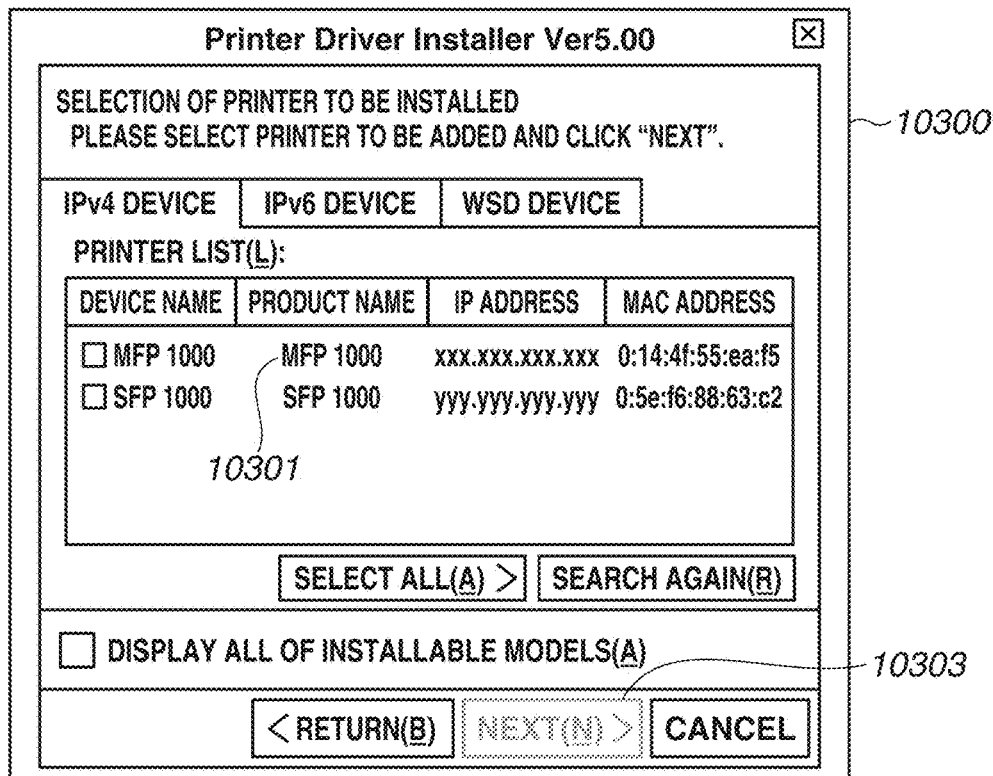 Printer Driver Installer Ver5.00
SELECTION OF PRINTER TO BE INSTALLED
PLEASE SELECT PRINTER TO BE ADDED AND CLICK “NEXT”.
10300
IPv4 DEVICE IPv6 DEVICE WSD DEVICE
PRINTER LIST(L):
DEVICE NAME PRODUCT NAME IP ADDRESS MAC ADDRESS
MFP 1000 MFP 1000 xxx.xxx.xxx.xxx 0:14:4f:55:ea:f5
SFP 1000 SFP 1000 yyy.yyy.yyy.yyy 0:5e:f6:88:63:c2
10301
SELECT ALL(A) > SEARCH AGAIN(R)
DISPLAY ALL OF INSTALLABLE MODELS(A)
10303
< RETURN(B) NEXT(N) > CANCEL